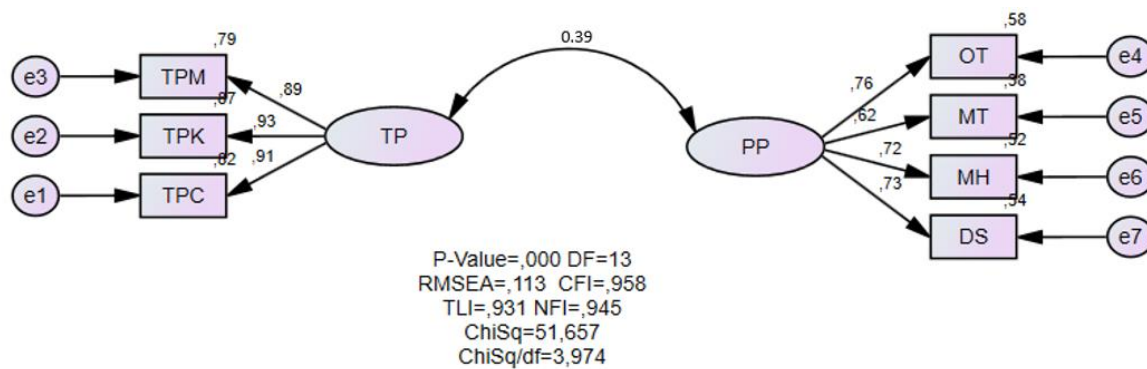 ,79
e3
TPM
,89
,87
e2
TPK
,93
,82
e1
TPC
,91
TP
0.39
PP
,58
,76
OT
e4
,38
,62
MT
e5
,52
,72
MH
e6
,54
,73
DS
e7
P-Value=,000 DF=13
RMSEA=,113 CFI=,958
TLI=,931 NFI=,945
ChiSq=51,657
ChiSq/df=3,974